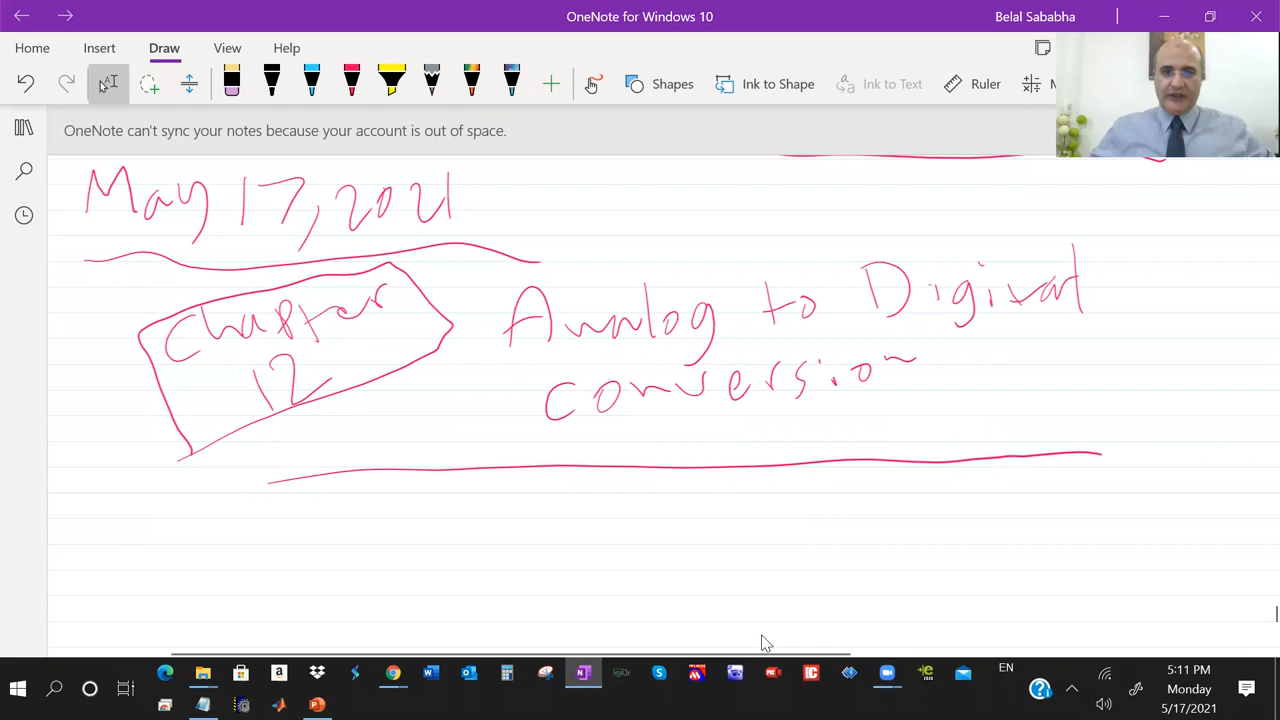 OneNote for Windows 10
Belal Sababha
Home Insert Draw View Help
Shapes Ink to Shape Ink to Text Ruler M
OneNote can't sync your notes because your account is out of space.
May 17, 2021
Chapter
12
Analog to Digital
conversion
EN
5:11 PM
Monday
5/17/2021